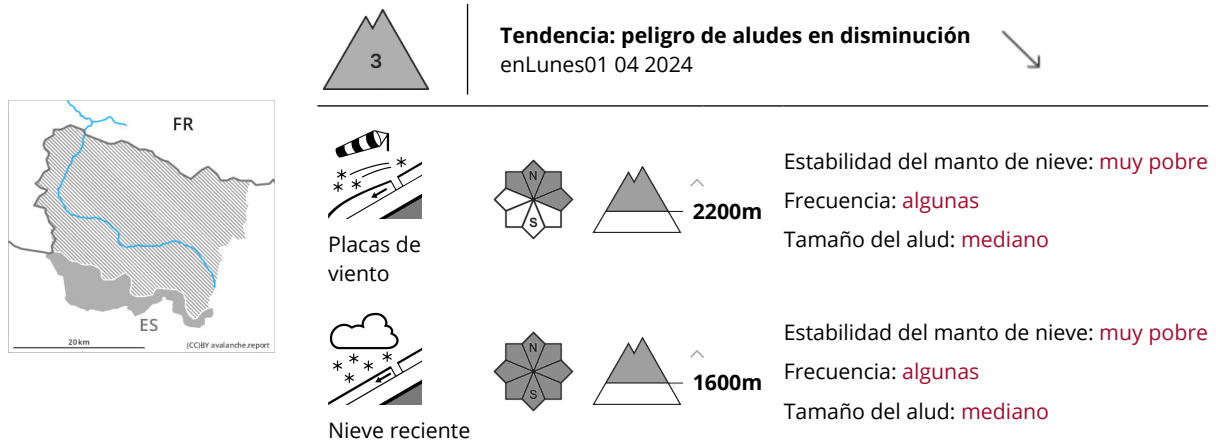 3
Tendencia: peligro de aludes en disminución
enLunes01 04 2024
FR
ES
20 km
(CC)BY avalanche.report
N
S
2200m
Placas de
viento
Estabilidad del manto de nieve: muy pobre
Frecuencia: algunas
Tamaño del alud: mediano
N
S
1600m
Nieve reciente
Estabilidad del manto de nieve: muy pobre
Frecuencia: algunas
Tamaño del alud: mediano